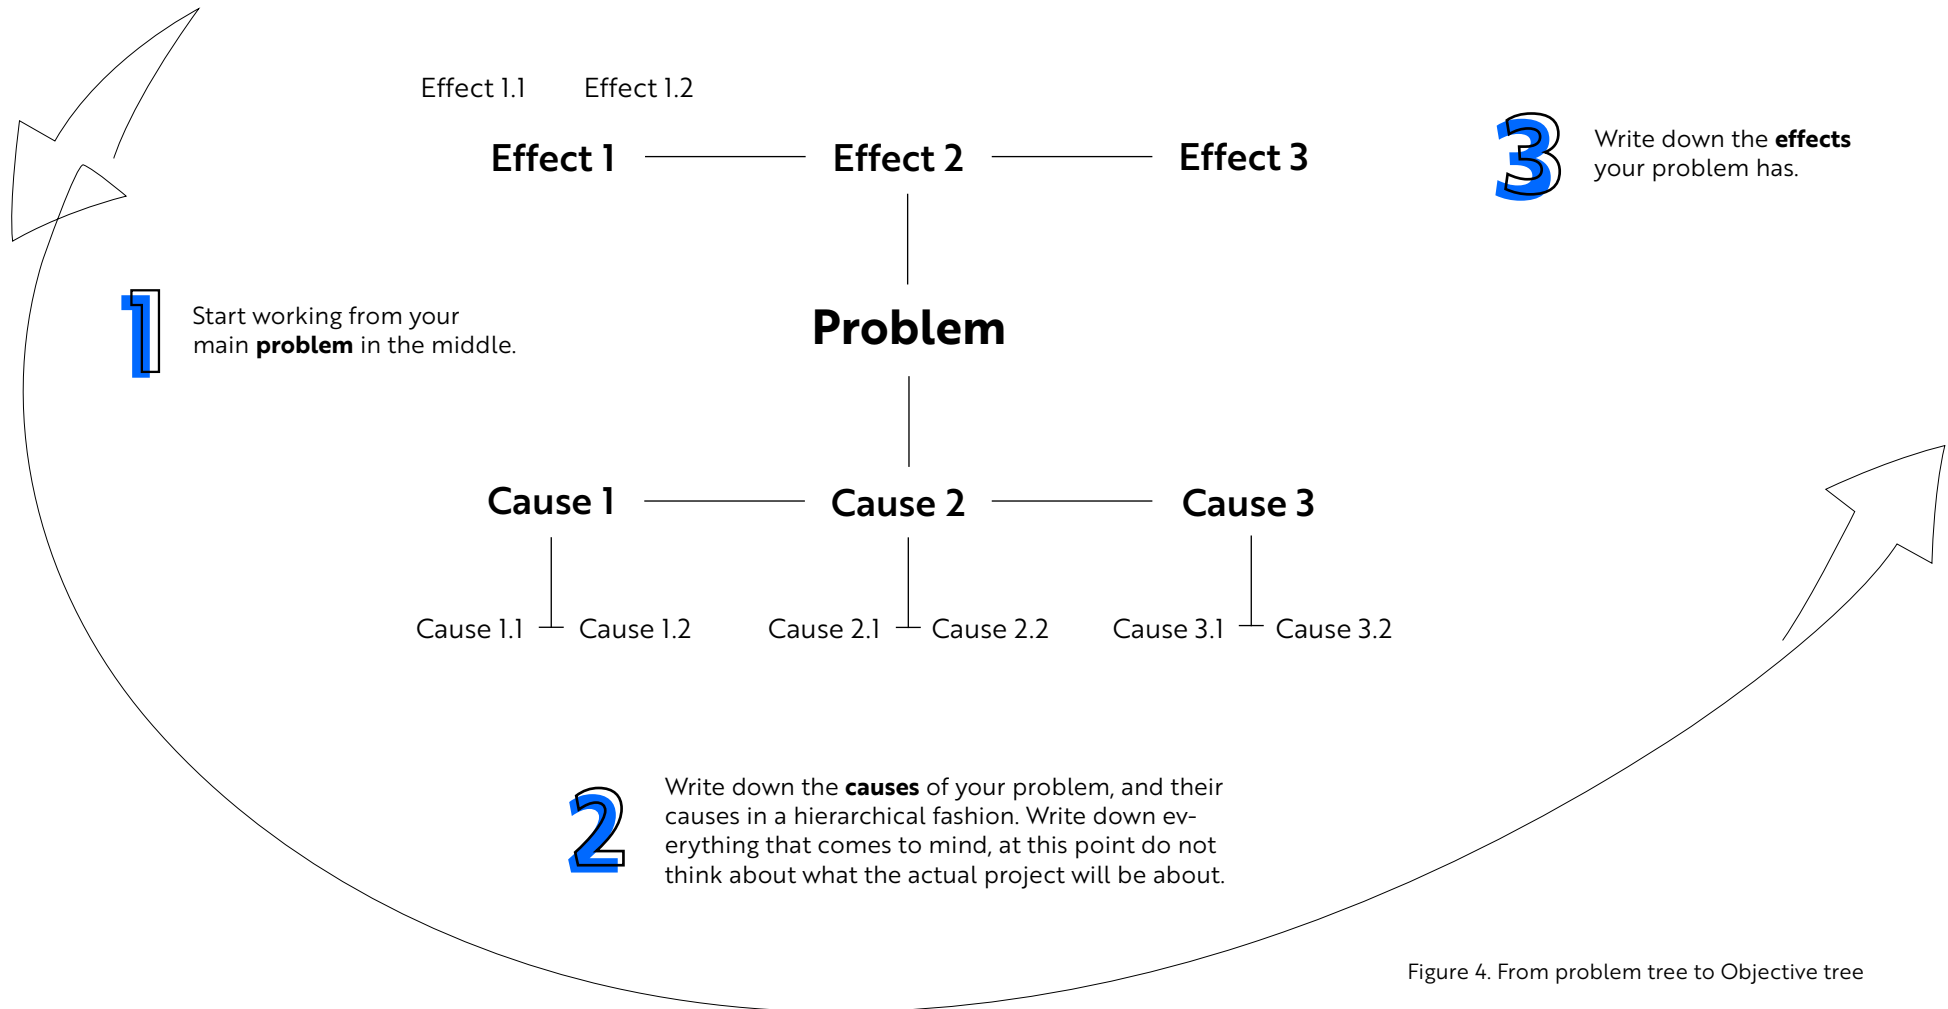 Effect 1.1 Effect 1.2
Effect 1 Effect 2 Effect 3
3
Write down the effects
your problem has.
1
Start working from your
main problem in the middle.
Problem
Cause 1 Cause 2 Cause 3
Cause 1.1 Cause 1.2 Cause 2.1 Cause 2.2 Cause 3.1 Cause 3.2
2
Write down the causes of your problem, and their
causes in a hierarchical fashion. Write down ev-
erything that comes to mind, at this point do not
think about what the actual project will be about.
Figure 4. From problem tree to Objective tree